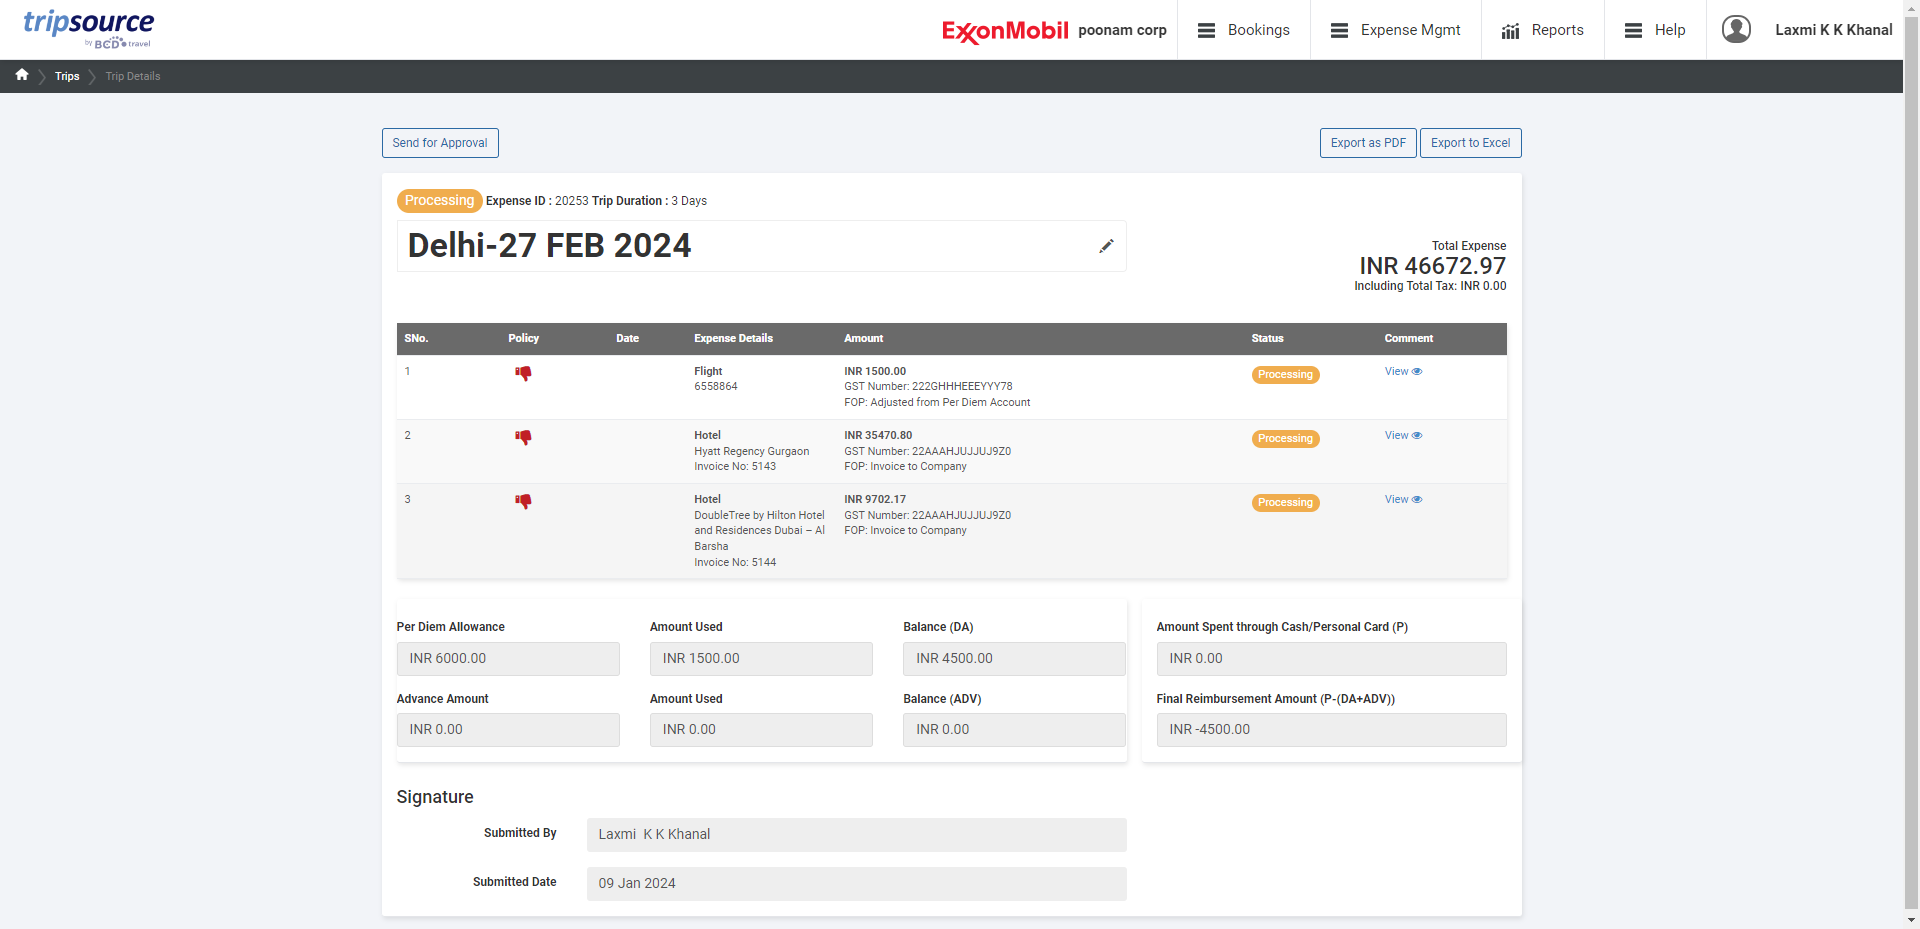 tripsource
by BCD travel
ExxonMobil poonam corp
Bookings
Expense Mgmt
Reports
Help
Laxmi K K Khanal
Trips
Trip Details
Send for Approval
Export as PDF
Export to Excel
Processing Expense ID : 20253 Trip Duration : 3 Days
Delhi-27 FEB 2024
Total Expense
INR 46672.97
Including Total Tax: INR 0.00
SNo. Policy Date Expense Details Amount Status Comment
1
Flight
6558864
INR 1500.00
GST Number: 222GHHHEEEYYY78
FOP: Adjusted from Per Diem Account
Processing
View
2
Hotel
Hyatt Regency Gurgaon
Invoice No: 5143
INR 35470.80
GST Number: 22AAAHJUJJUJ9Z0
FOP: Invoice to Company
Processing
View
3
Hotel
DoubleTree by Hilton Hotel
and Residences Dubai – Al
Barsha
Invoice No: 5144
INR 9702.17
GST Number: 22AAAHJUJJUJ9Z0
FOP: Invoice to Company
Processing
View
Per Diem Allowance
INR 6000.00
Amount Used
INR 1500.00
Balance (DA)
INR 4500.00
Advance Amount
INR 0.00
Amount Used
INR 0.00
Balance (ADV)
INR 0.00
Amount Spent through Cash/Personal Card (P)
INR 0.00
Final Reimbursement Amount (P-(DA+ADV))
INR -4500.00
Signature
Submitted By
Laxmi K K Khanal
Submitted Date
09 Jan 2024